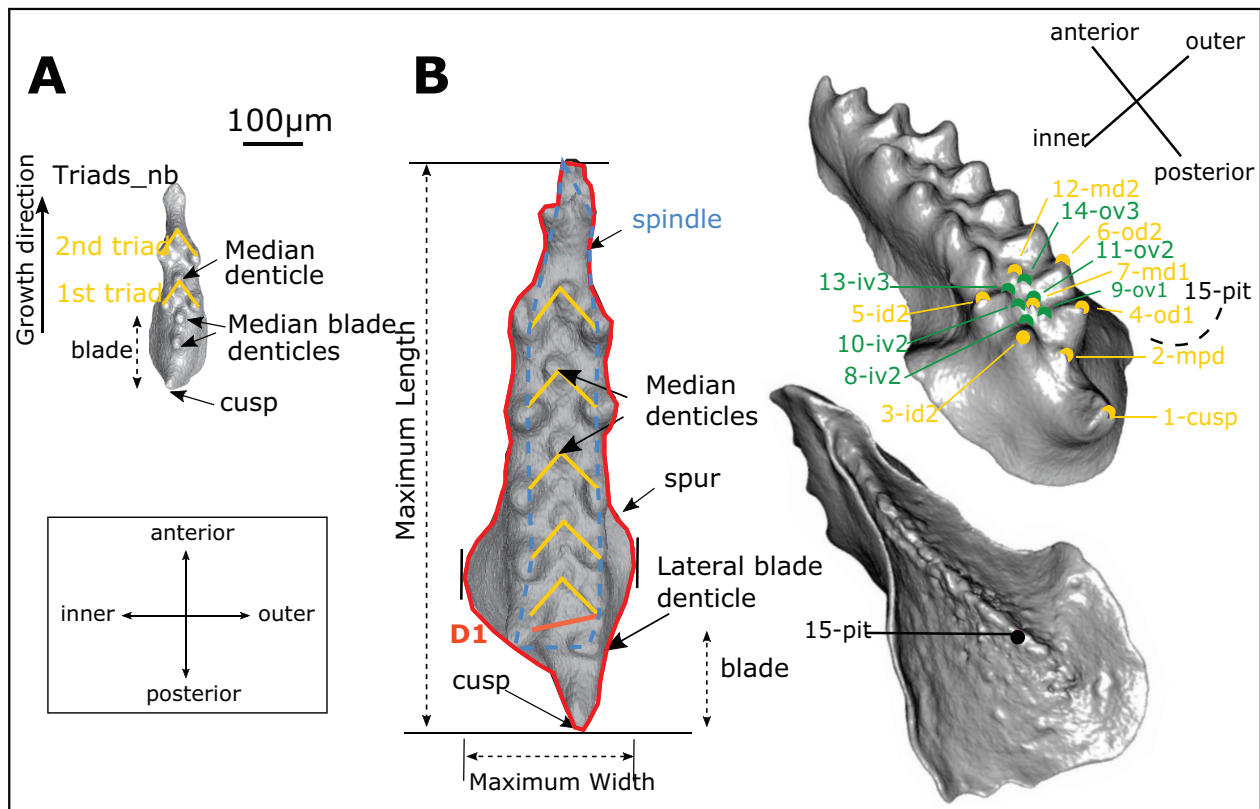 A
100µm
Triads_nb
Growth direction
2nd triad
Median
denticle
1st triad
Median blade
denticles
blade
cusp
anterior
inner
outer
posterior
B
spindle
Maximum Length
Median
denticles
spur
Lateral blade
denticle
D1
blade
cusp
Maximum Width
anterior
outer
inner
posterior
12-md2
14-ov3
6-od2
11-ov2
7-md1
9-ov1
15-pit
13-iv3
5-id2
4-od1
10-iv2
2-mpd
8-iv2
3-id2
1-cusp
15-pit